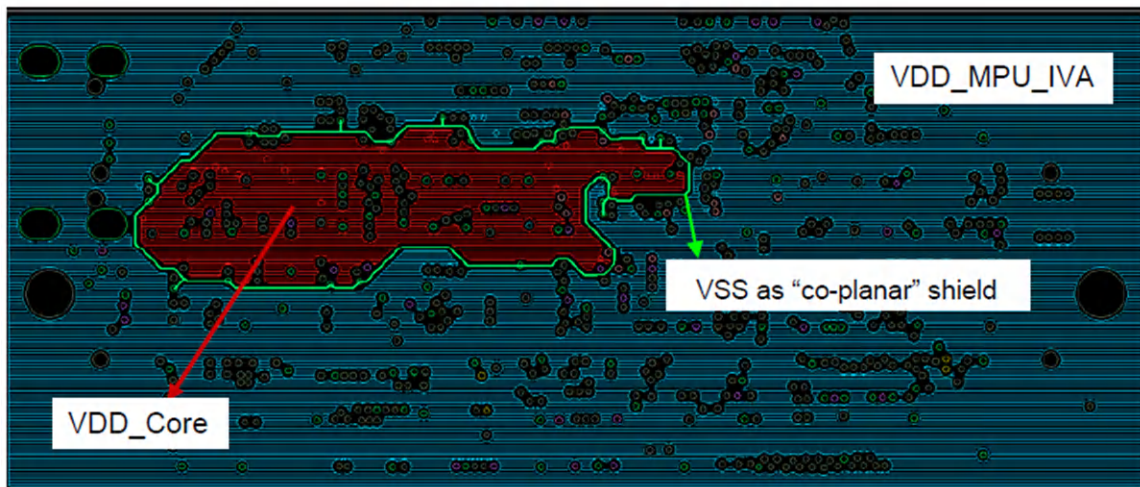 VDD_MPU_IVA
VSS as “co-planar” shield
VDD_Core